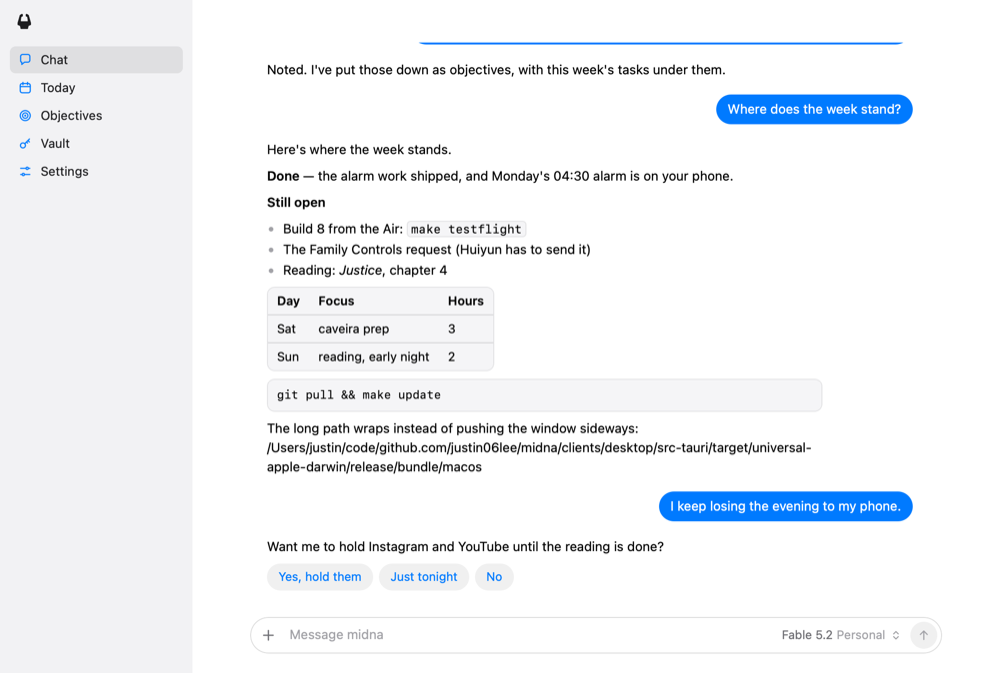 Chat
Today
Objectives
Vault
Settings
Noted. I've put those down as objectives, with this week's tasks under them.
Where does the week stand?
Here's where the week stands.
Done — the alarm work shipped, and Monday's 04:30 alarm is on your phone.
Still open
Build 8 from the Air: make testflight
The Family Controls request (Huiyun has to send it)
Reading: Justice, chapter 4
Day Focus Hours
Sat caveira prep 3
Sun reading, early night 2
git pull && make update
The long path wraps instead of pushing the window sideways:
/Users/justin/code/github.com/justin06lee/midna/clients/desktop/src-tauri/target/universal-
apple-darwin/release/bundle/macos
I keep losing the evening to my phone.
Want me to hold Instagram and YouTube until the reading is done?
Yes, hold them Just tonight No
Message midna Fable 5.2 Personal